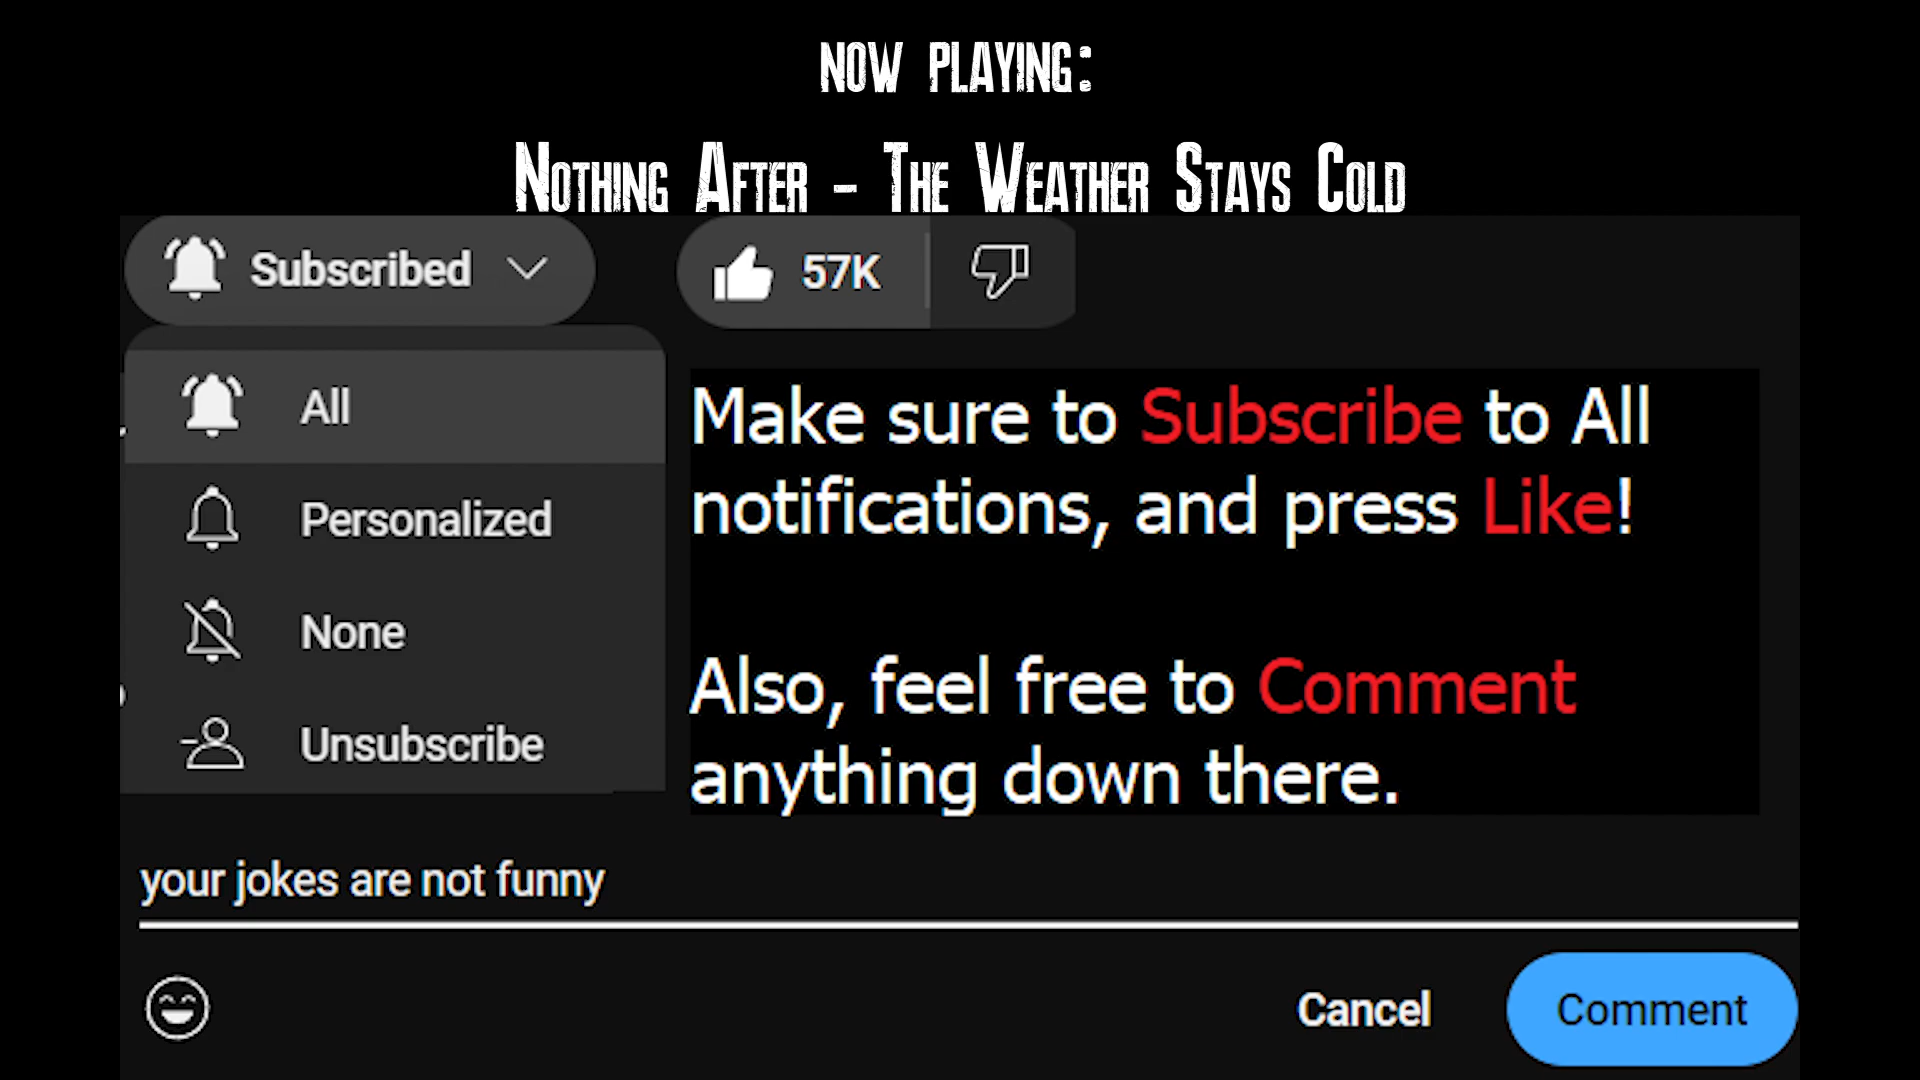 NOW PLAYING:
NOTHING AFTER - THE WEATHER STAYS COLD
Subscribed
57K
All
Personalized
None
Unsubscribe
Make sure to Subscribe to All
notifications, and press Like!
Also, feel free to Comment
anything down there.
your jokes are not funny
Cancel
Comment